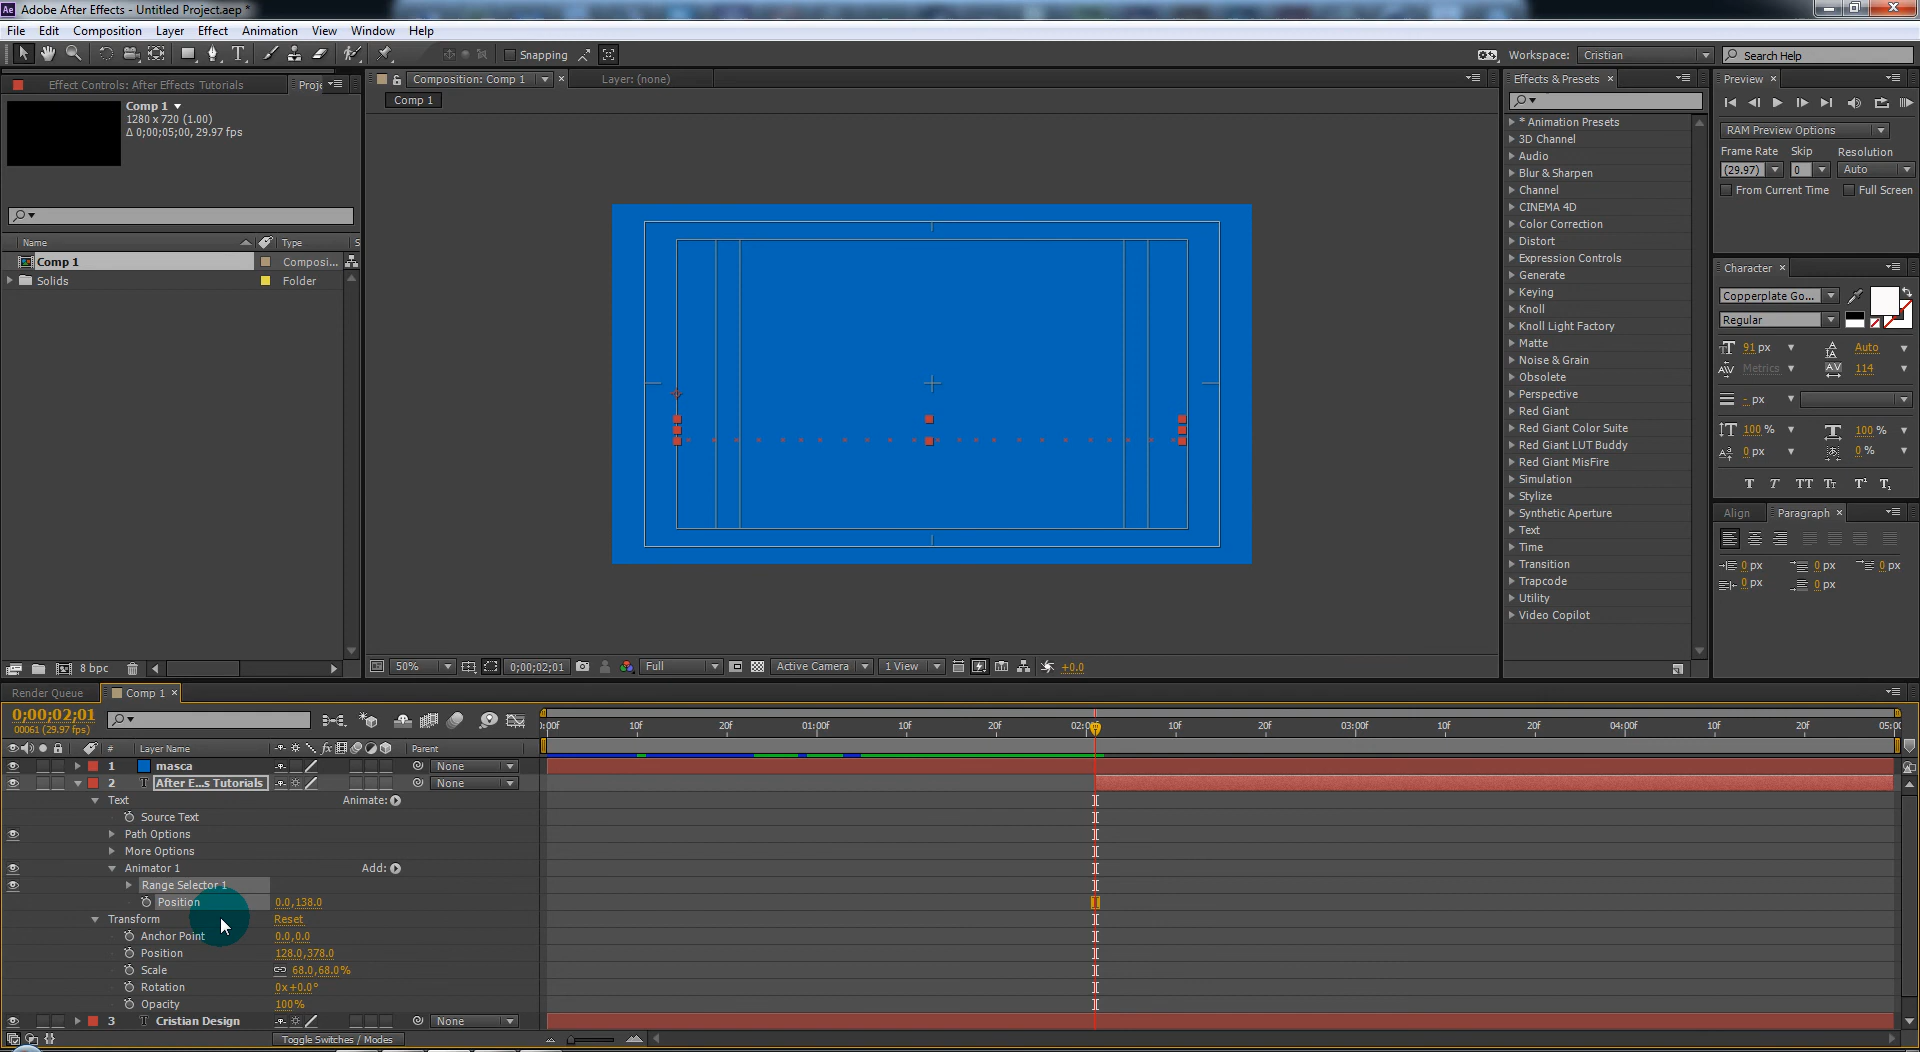 Adobe After Effects - Untitled Project.aep *
File Edit Composition Layer Effect Animation View Window Help
Snapping
Workspace: Cristian
Search Help
Effect Controls: After Effects Tutorials
Proje
Comp 1
1280 x 720 (1.00)
Δ 0;00;05;00, 29.97 fps
Name Type S
Comp 1 Composi...
Solids Folder
8 bpc
Composition: Comp 1
Layer: (none)
Comp 1
50%
0;00;02;01
Full
Active Camera
1 View
+0.0
Effects & Presets
* Animation Presets
3D Channel
Audio
Blur & Sharpen
Channel
CINEMA 4D
Color Correction
Distort
Expression Controls
Generate
Keying
Knoll
Knoll Light Factory
Matte
Noise & Grain
Obsolete
Perspective
Red Giant
Red Giant Color Suite
Red Giant LUT Buddy
Red Giant MisFire
Simulation
Stylize
Synthetic Aperture
Text
Time
Transition
Trapcode
Utility
Video Copilot
Preview
RAM Preview Options
Frame Rate Skip Resolution
(29.97) 0 Auto
From Current Time Full Screen
Character
Copperplate Go...
Regular
91 px Auto
Metrics 114
- px
100 % 100 %
0 px 0 %
T T TT Tt T¹ T₁
Align Paragraph
0 px 0 px 0 px
0 px 0 px
Render Queue Comp 1
0;00;02;01
00061 (29.97 fps)
:00f 10f 20f 01:00f 10f 20f 02:0 10f 20f 03:00f 10f 20f 04:00f 10f 20f 05:00
# Layer Name fx Parent
1 masca None
2 T After E...s Tutorials None
Text Animate:
Source Text
Path Options
More Options
Animator 1 Add:
Range Selector 1
Position 0.0,138.0
Transform Reset
Anchor Point 0.0,0.0
Position 128.0,378.0
Scale 68.0,68.0%
Rotation 0x+0.0°
Opacity 100%
3 T Cristian Design None
Toggle Switches / Modes